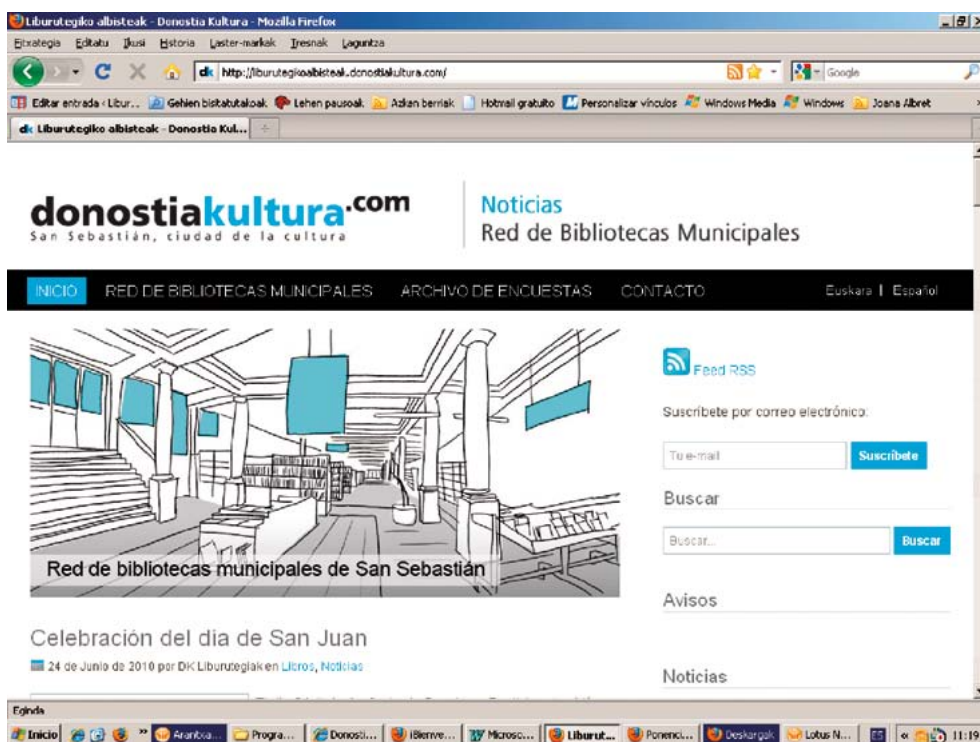 Liburutegiko albisteak - Donostia Kultura - Mozilla Firefox
Fitxategia Editatu Ikusi Historia Laster-markak Tresnak Laguntza
dk http://liburutegikoalbisteak.donostiakultura.com/ Google
Editar entrada ‹ Libur... Gehien bisitatutakoak Lehen pausoak Azken berriak Hotmail gratuito Personalizar vínculos Windows Media Windows Joana Albret
dk Liburutegiko albisteak - Donostia Kul...
donostiakultura.com
San Sebastián, ciudad de la cultura
Noticias
Red de Bibliotecas Municipales
INICIO RED DE BIBLIOTECAS MUNICIPALES ARCHIVO DE ENCUESTAS CONTACTO Euskara | Español
Red de bibliotecas municipales de San Sebastián
Feed RSS
Suscríbete por correo electrónico:
Tu e-mail Suscríbete
Buscar
Buscar... Buscar
Avisos
Noticias
Celebración del dia de San Juan
24 de Junio de 2010 por DK Liburutegiak en Libros, Noticias
Eginda
Inicio » Arantxa... Progra... Donosti... Microso... Liburut... Ponenci... Deskargak Lotus N... ES «